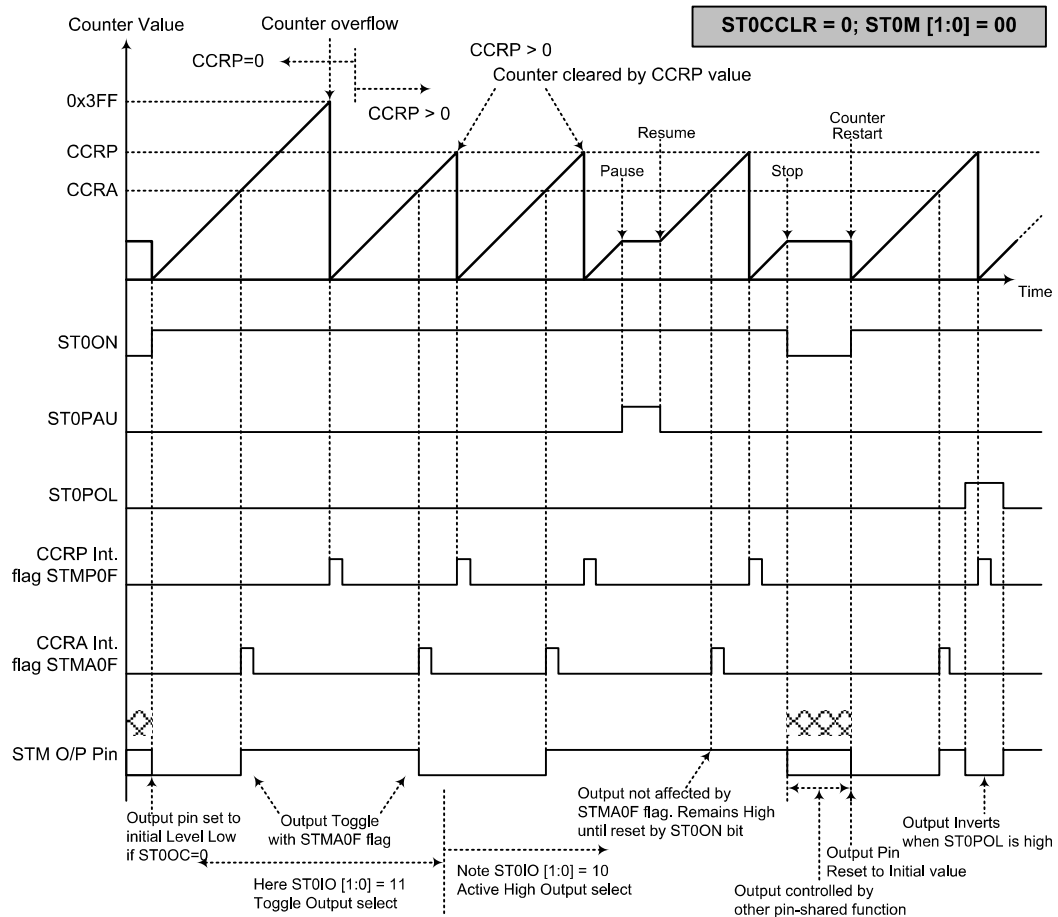 Counter Value
Counter overflow
ST0CCLR = 0; ST0M [1:0] = 00
CCRP=0
CCRP > 0
CCRP > 0
Counter cleared by CCRP value
0x3FF
CCRP
CCRA
Pause
Resume
Stop
Counter
Restart
Time
ST0ON
ST0PAU
ST0POL
CCRP Int.
flag STMP0F
CCRA Int.
flag STMA0F
STM O/P Pin
Output pin set to
initial Level Low
if ST0OC=0
Output Toggle
with STMA0F flag
Here ST0IO [1:0] = 11
Toggle Output select
Note ST0IO [1:0] = 10
Active High Output select
Output not affected by
STMA0F flag. Remains High
until reset by ST0ON bit
Output controlled by
other pin-shared function
Output Pin
Reset to Initial value
Output Inverts
when ST0POL is high